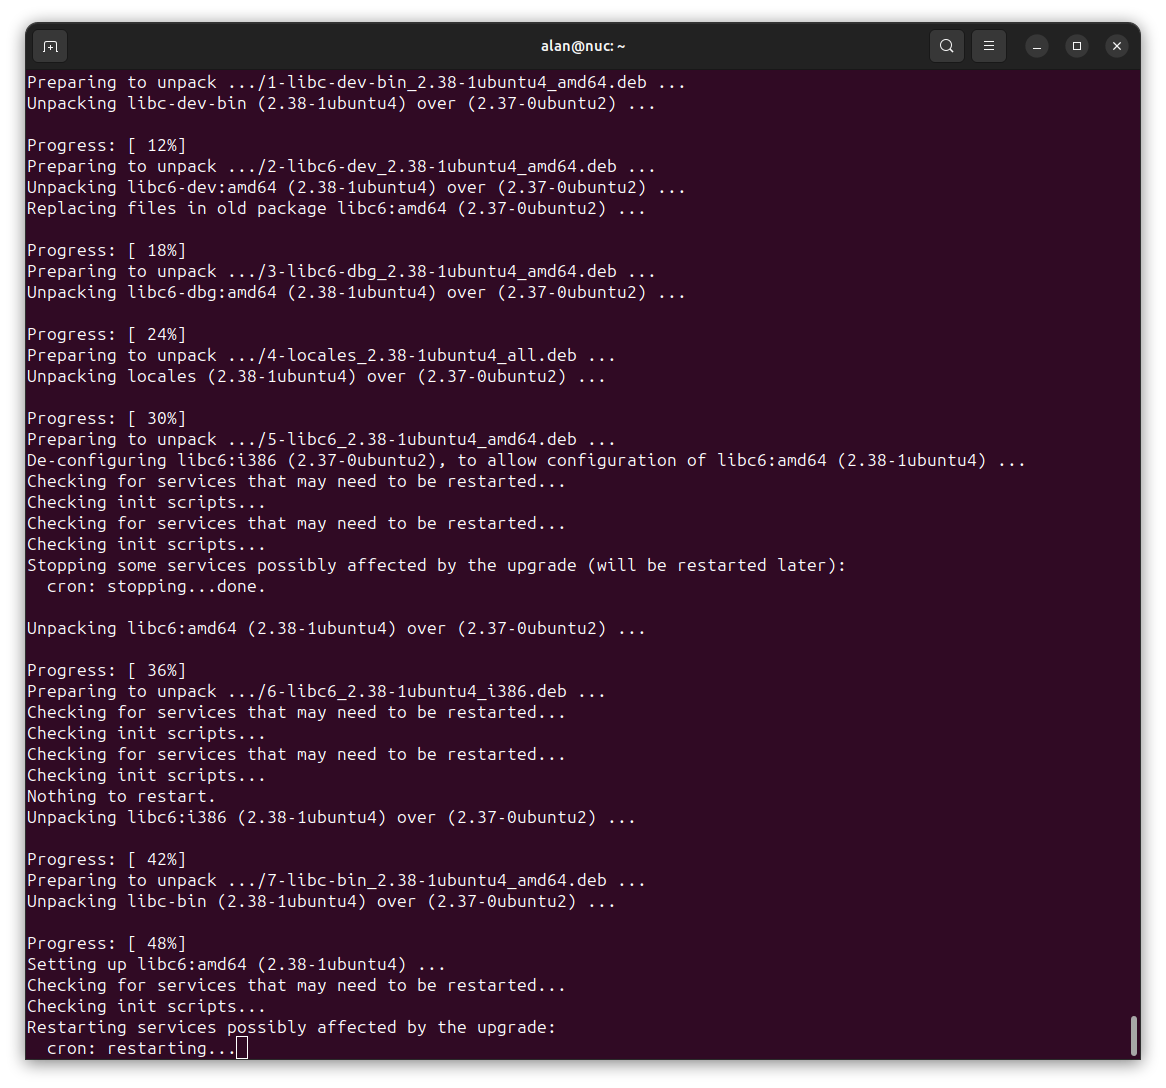 alan@nuc: ~
Preparing to unpack .../1-libc-dev-bin_2.38-1ubuntu4_amd64.deb ...
Unpacking libc-dev-bin (2.38-1ubuntu4) over (2.37-0ubuntu2) ...
Progress: [ 12%]
Preparing to unpack .../2-libc6-dev_2.38-1ubuntu4_amd64.deb ...
Unpacking libc6-dev:amd64 (2.38-1ubuntu4) over (2.37-0ubuntu2) ...
Replacing files in old package libc6:amd64 (2.37-0ubuntu2) ...
Progress: [ 18%]
Preparing to unpack .../3-libc6-dbg_2.38-1ubuntu4_amd64.deb ...
Unpacking libc6-dbg:amd64 (2.38-1ubuntu4) over (2.37-0ubuntu2) ...
Progress: [ 24%]
Preparing to unpack .../4-locales_2.38-1ubuntu4_all.deb ...
Unpacking locales (2.38-1ubuntu4) over (2.37-0ubuntu2) ...
Progress: [ 30%]
Preparing to unpack .../5-libc6_2.38-1ubuntu4_amd64.deb ...
De-configuring libc6:i386 (2.37-0ubuntu2), to allow configuration of libc6:amd64 (2.38-1ubuntu4) ...
Checking for services that may need to be restarted...
Checking init scripts...
Checking for services that may need to be restarted...
Checking init scripts...
Stopping some services possibly affected by the upgrade (will be restarted later):
  cron: stopping...done.
Unpacking libc6:amd64 (2.38-1ubuntu4) over (2.37-0ubuntu2) ...
Progress: [ 36%]
Preparing to unpack .../6-libc6_2.38-1ubuntu4_i386.deb ...
Checking for services that may need to be restarted...
Checking init scripts...
Checking for services that may need to be restarted...
Checking init scripts...
Nothing to restart.
Unpacking libc6:i386 (2.38-1ubuntu4) over (2.37-0ubuntu2) ...
Progress: [ 42%]
Preparing to unpack .../7-libc-bin_2.38-1ubuntu4_amd64.deb ...
Unpacking libc-bin (2.38-1ubuntu4) over (2.37-0ubuntu2) ...
Progress: [ 48%]
Setting up libc6:amd64 (2.38-1ubuntu4) ...
Checking for services that may need to be restarted...
Checking init scripts...
Restarting services possibly affected by the upgrade:
  cron: restarting...